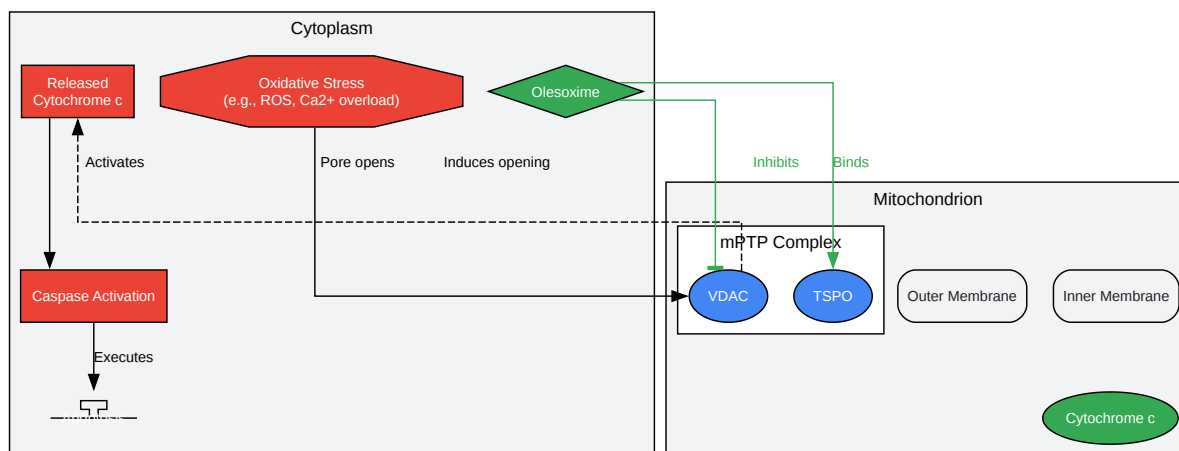 Cytoplasm
Released
Cytochrome c
Oxidative Stress
(e.g., ROS, Ca2+ overload)
Olesoxime
Activates
Pore opens
Induces opening
Inhibits
Binds
Mitochondrion
mPTP Complex
Caspase Activation
VDAC
TSPO
Outer Membrane
Inner Membrane
Executes
Apoptosis
Cytochrome c